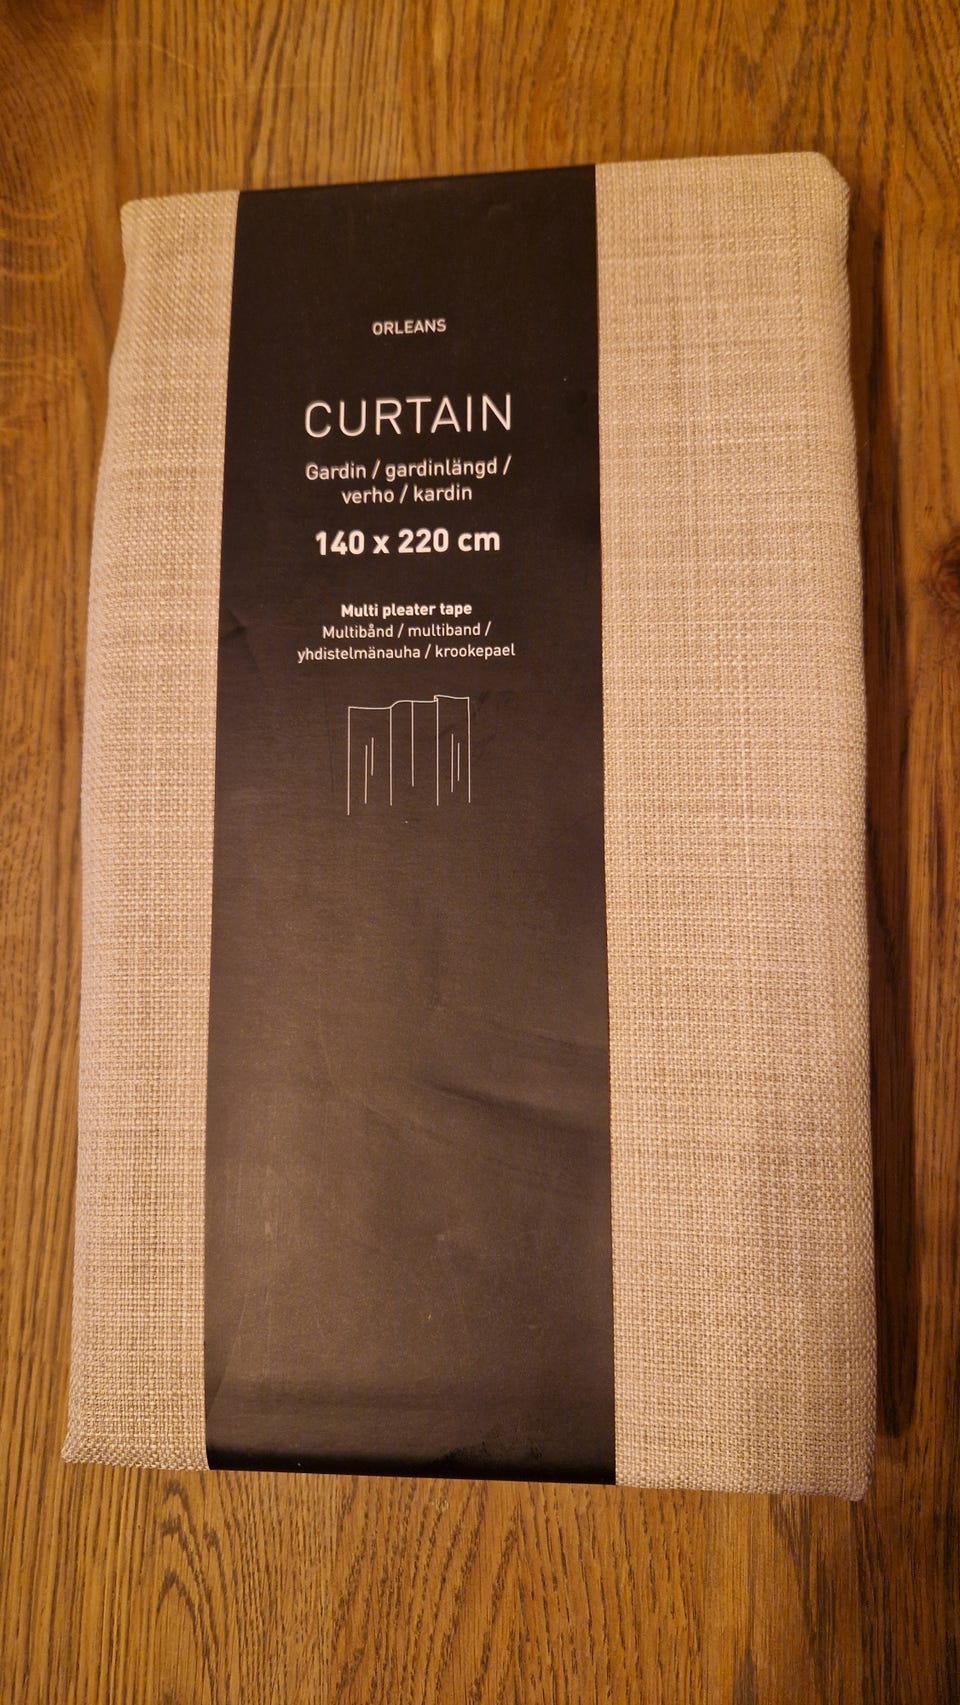 ORLEANS
CURTAIN
Gardin / gardinlängd /
verho / kardin
140 x 220 cm
Multi pleater tape
Multibånd / multiband /
yhdistelmänauha / krookepael